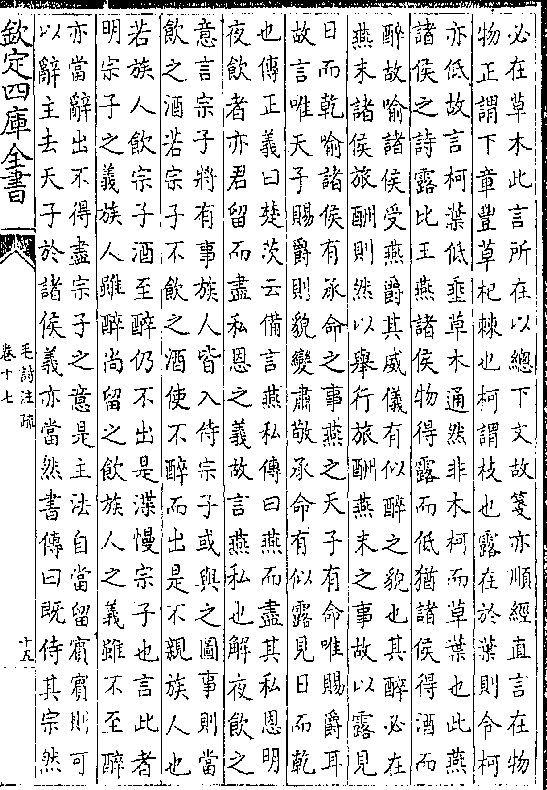 必在草木此言所在以總下文故箋亦順經直言在物
物正謂下章豐草杞棘也柯謂枝也露在於葉則令柯
亦低故言柯葉低垂草木通然非木柯而草葉也此燕
諸侯之詩露比王燕諸侯物得露而低猶諸侯得酒而
醉故喻諸侯受燕爵其威儀有似醉之貌也其醉必在
燕末諸侯旅酬則然以舉行旅酬燕末之事故以露見
日而乾喻諸侯有承命之事燕之天子有命唯賜爵耳
故言唯天子賜爵則貌變肅敬承命有似露見日而乾
也傳正義曰楚茨云備言燕私傳曰燕而盡其私恩明
夜飲者亦君留而盡私恩之義故言燕私也解夜飲之
意言宗子將有事族人皆入侍宗子或與之圖事則當
飲之酒若宗子不飲之酒使不醉而出是不親族人也
若族人飲宗子酒至醉仍不出是渫慢宗子也言此者
明宗子之義族人雖醉尚留之飲族人之義雖不至醉
亦當辭出不得盡宗子之意是主法自當留賓賓則可
以辭主去天子於諸侯義亦當然書傳曰既侍其宗然
欽定四庫全書
毛詩注疏
卷十七
十五